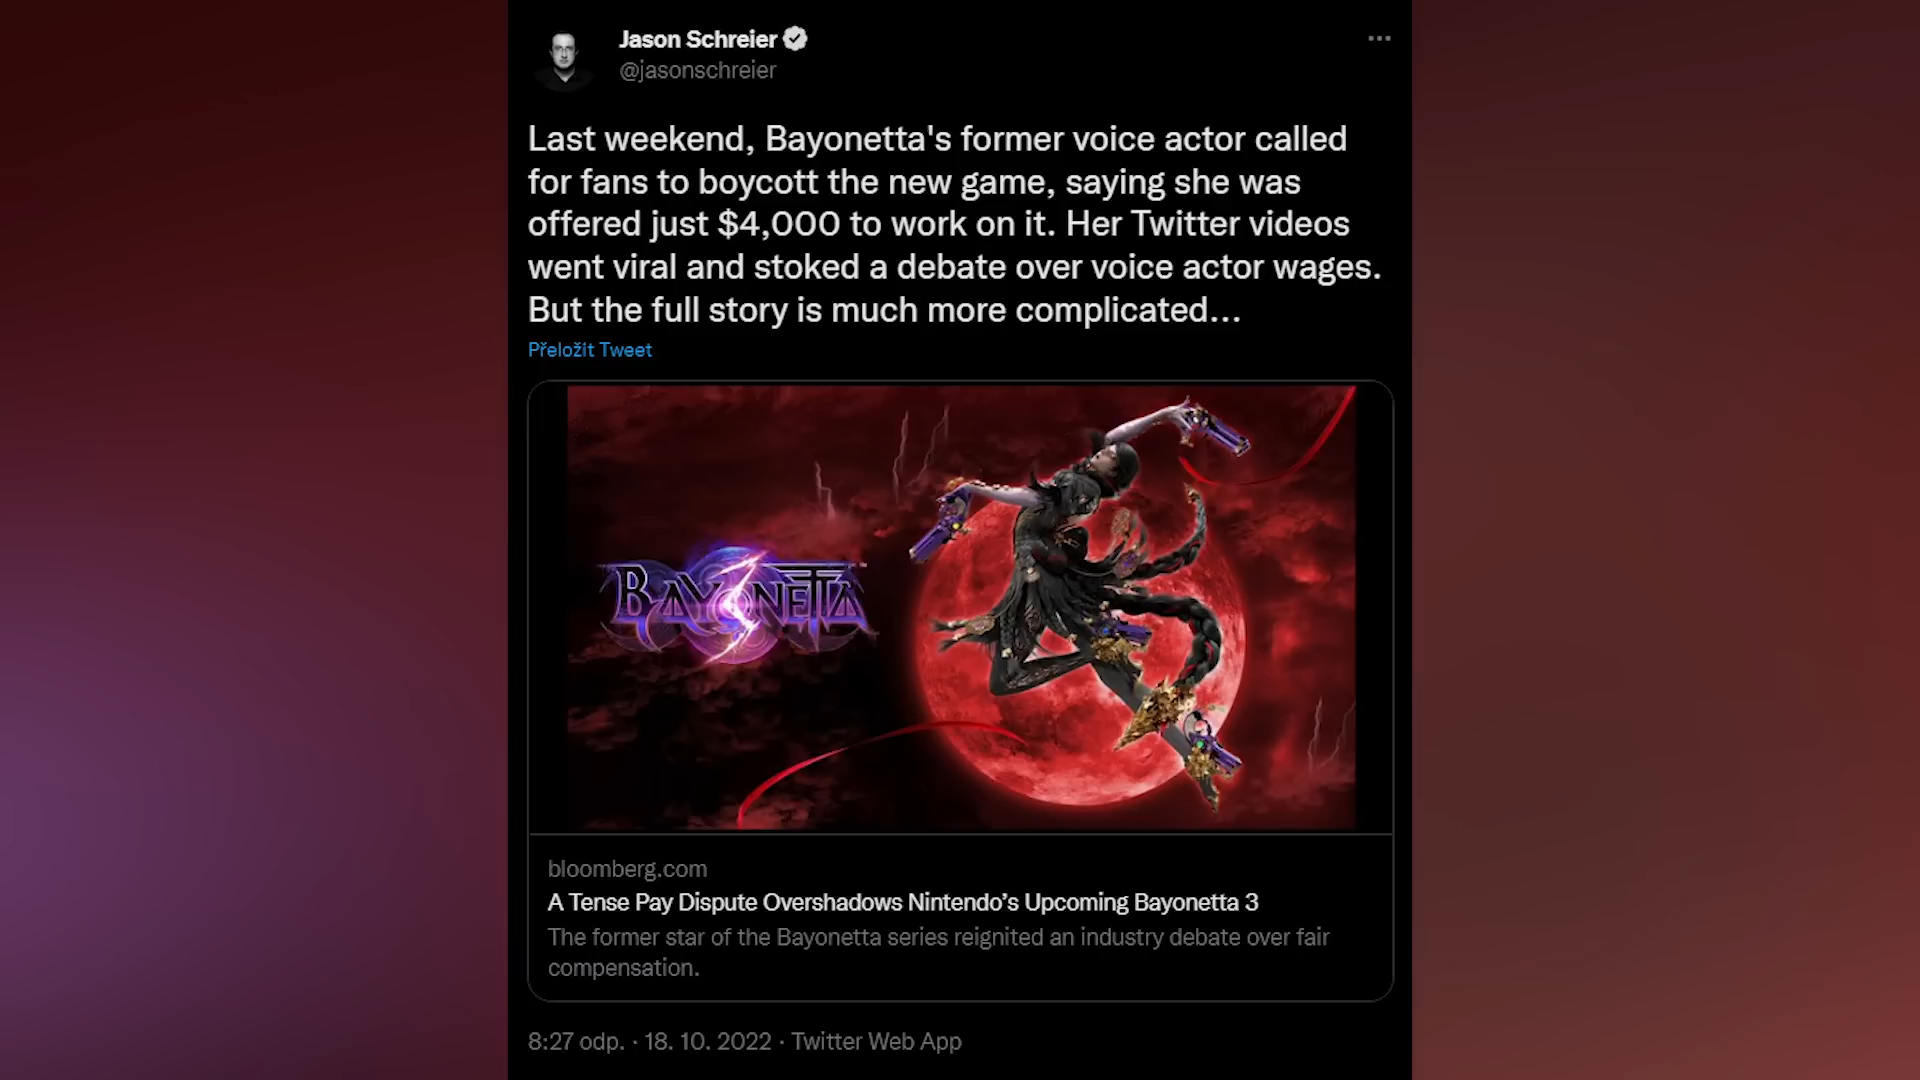 Jason Schreier
@jasonschreier
Last weekend, Bayonetta's former voice actor called
for fans to boycott the new game, saying she was
offered just $4,000 to work on it. Her Twitter videos
went viral and stoked a debate over voice actor wages.
But the full story is much more complicated...
Přeložit Tweet
BAYONETTA 3
bloomberg.com
A Tense Pay Dispute Overshadows Nintendo’s Upcoming Bayonetta 3
The former star of the Bayonetta series reignited an industry debate over fair
compensation.
8:27 odp. · 18. 10. 2022 · Twitter Web App